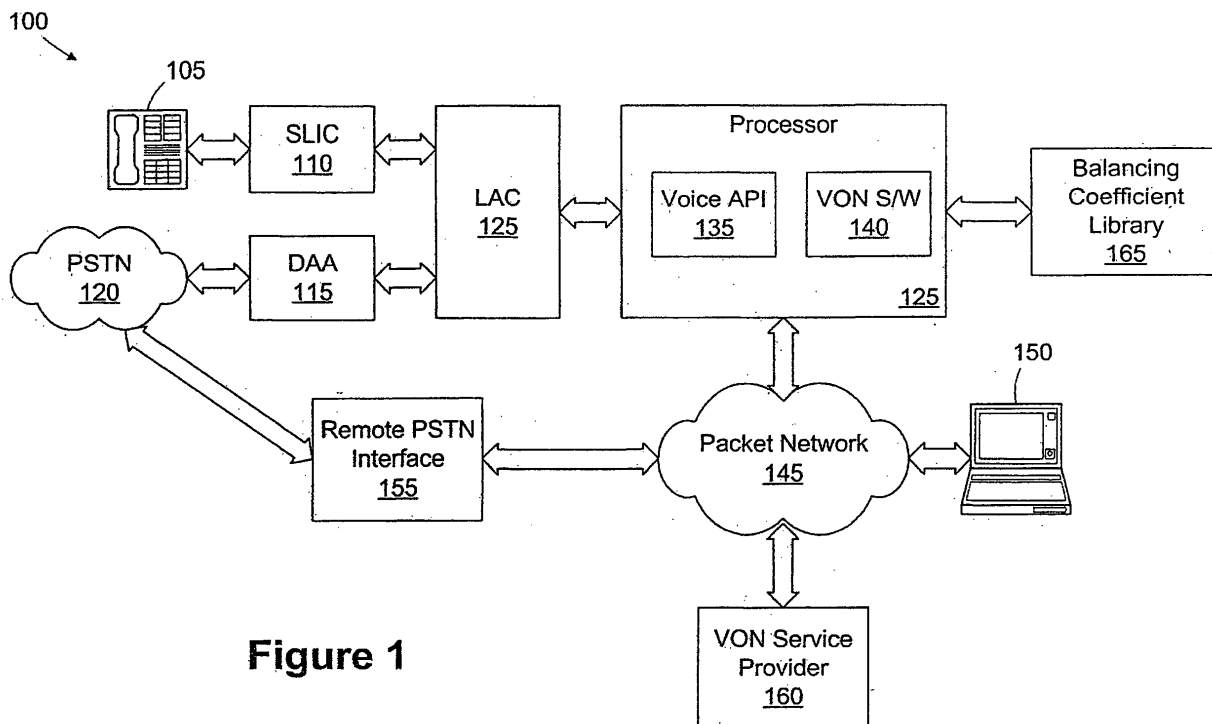 100
105
SLIC
110
LAC
125
Processor
Voice API
135
VON S/W
140
125
Balancing
Coefficient
Library
165
PSTN
120
DAA
115
150
Remote PSTN
Interface
155
Packet Network
145
VON Service
Provider
160
Figure 1